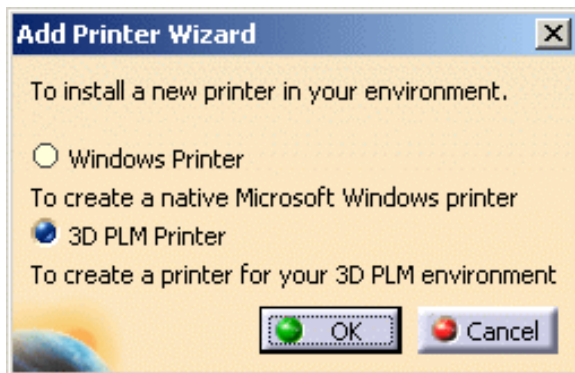 Add Printer Wizard
To install a new printer in your environment.
Windows Printer
To create a native Microsoft Windows printer
3D PLM Printer
To create a printer for your 3D PLM environment
OK Cancel